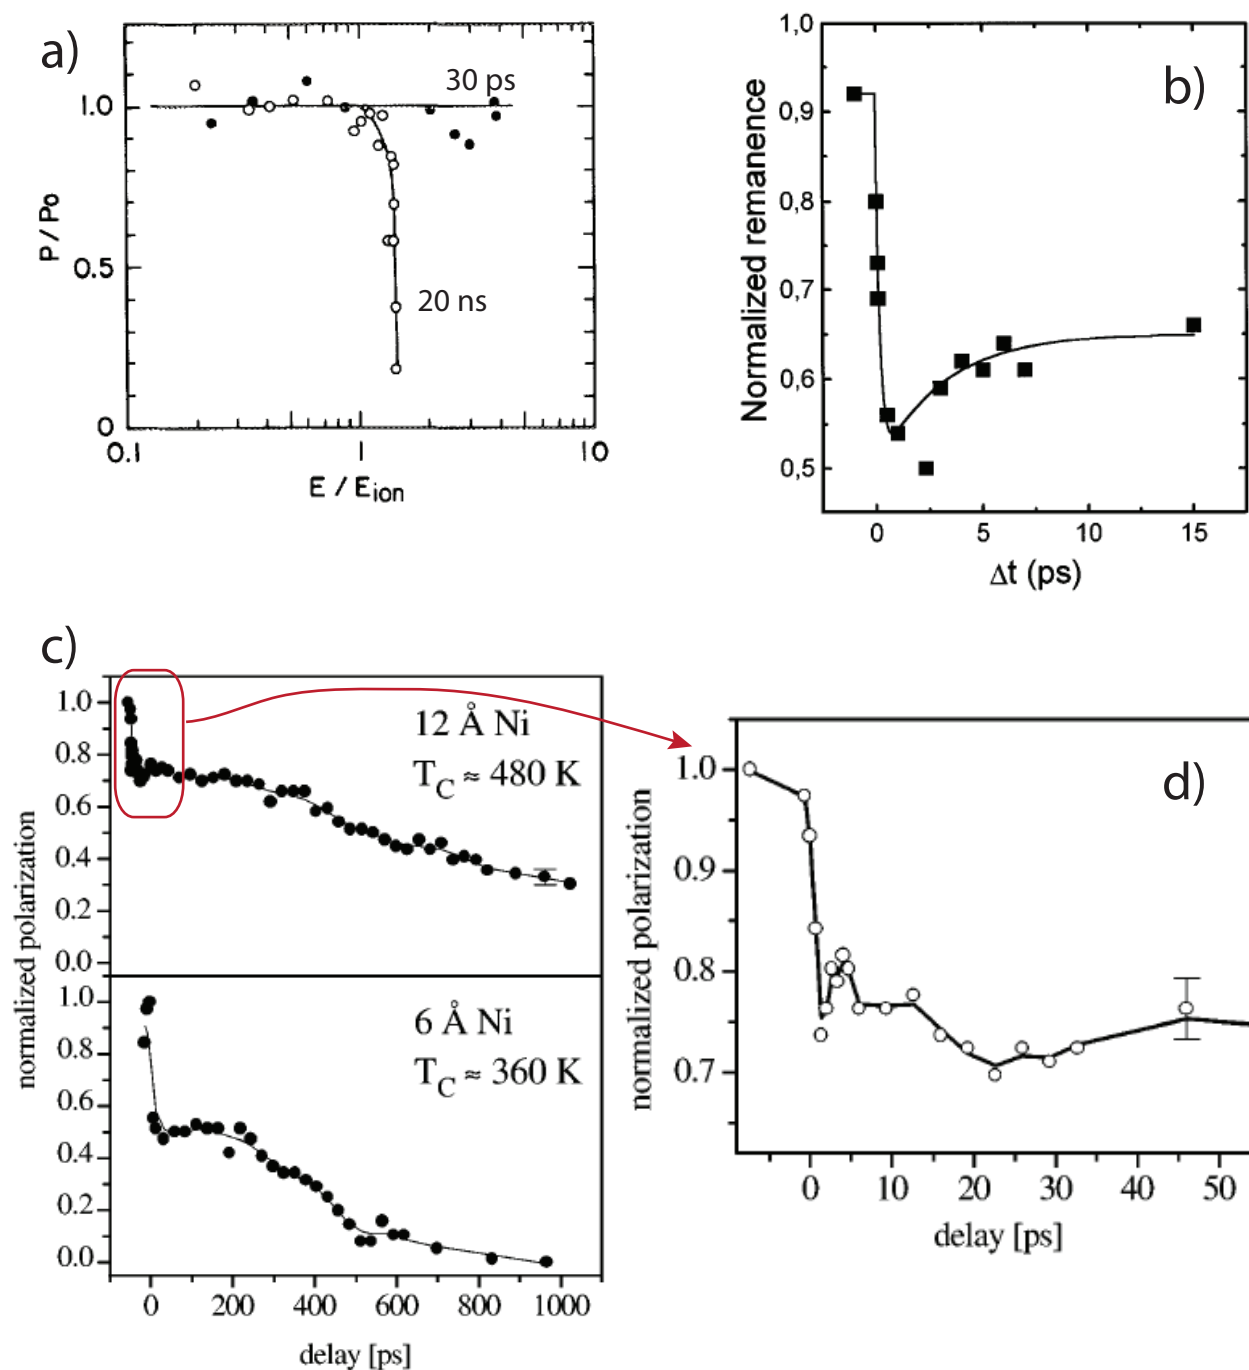 a)
P / Po
1.0
0.5
0
30 ps
20 ns
0.1
1
10
E / Eion
b)
Normalized remanence
1,0
0,9
0,8
0,7
0,6
0,5
0
5
10
15
Δt (ps)
c)
normalized polarization
1.0
0.8
0.6
0.4
0.2
0.0
12 Å Ni
TC ≈ 480 K
1.0
0.8
0.6
0.4
0.2
0.0
6 Å Ni
TC ≈ 360 K
0
200
400
600
800
1000
delay [ps]
d)
normalized polarization
1.0
0.9
0.8
0.7
0
10
20
30
40
50
delay [ps]